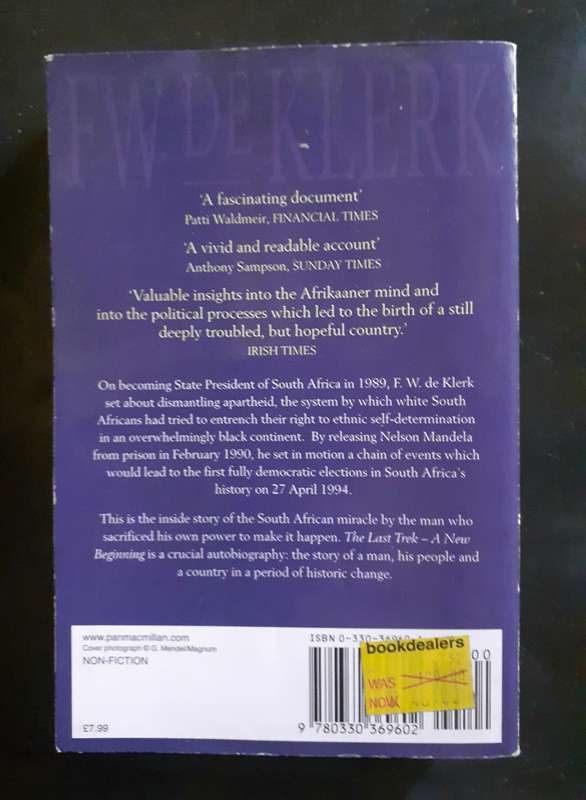 FW DE KLERK
‘A fascinating document’
Patti Waldmeir, FINANCIAL TIMES
‘A vivid and readable account’
Anthony Sampson, SUNDAY TIMES
‘Valuable insights into the Afrikaaner mind and
into the political processes which led to the birth of a still
deeply troubled, but hopeful country.’
IRISH TIMES
On becoming State President of South Africa in 1989, F. W. de Klerk
set about dismantling apartheid, the system by which white South
Africans had tried to entrench their right to ethnic self-determination
in an overwhelmingly black continent. By releasing Nelson Mandela
from prison in February 1990, he set in motion a chain of events which
would lead to the first fully democratic elections in South Africa's
history on 27 April 1994.
This is the inside story of the South African miracle by the man who
sacrificed his own power to make it happen. The Last Trek – A New
Beginning is a crucial autobiography: the story of a man, his people and
a country in a period of historic change.
www.panmacmillan.com
Cover photograph © G. Mendel/Magnum
NON-FICTION
£7.99
ISBN 0-330-36960
00
bookdealers
WAS
NOW
9 780330 369602